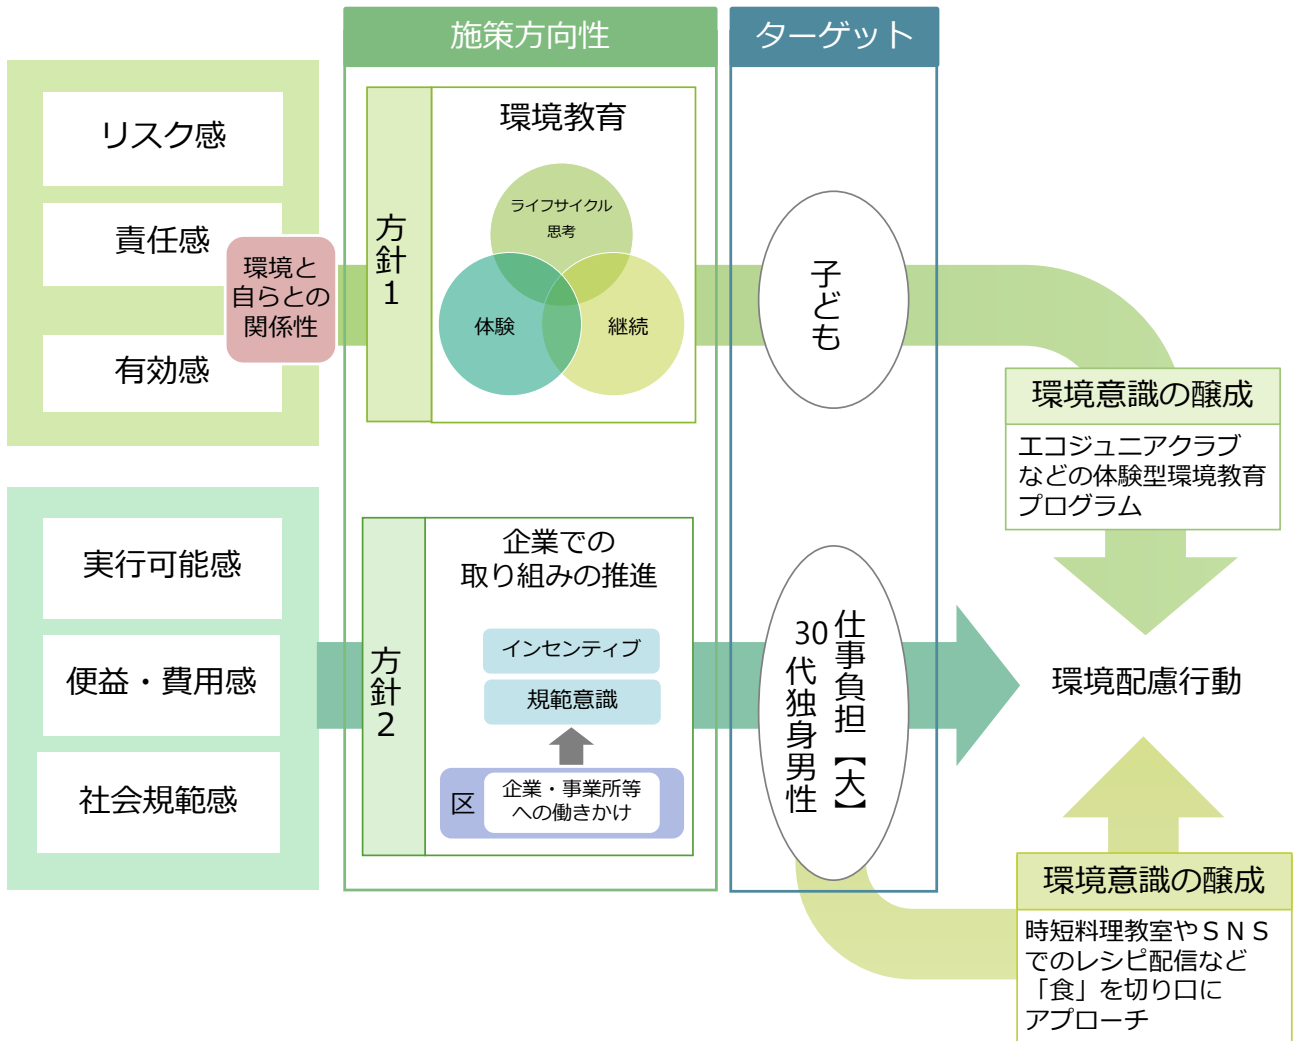 施策方向性
ターゲット
リスク感
責任感
有効感
環境と
自らとの
関係性
方針1
環境教育
ライフサイクル
思考
体験
継続
子ども
環境意識の醸成
エコジュニアクラブ
などの体験型環境教育
プログラム
実行可能感
便益・費用感
社会規範感
方針2
企業での
取り組みの推進
インセンティブ
規範意識
区
企業・事業所等
への働きかけ
仕事負担【大】
30代独身男性
環境配慮行動
環境意識の醸成
時短料理教室やＳＮＳ
でのレシピ配信など
「食」を切り口に
アプローチ